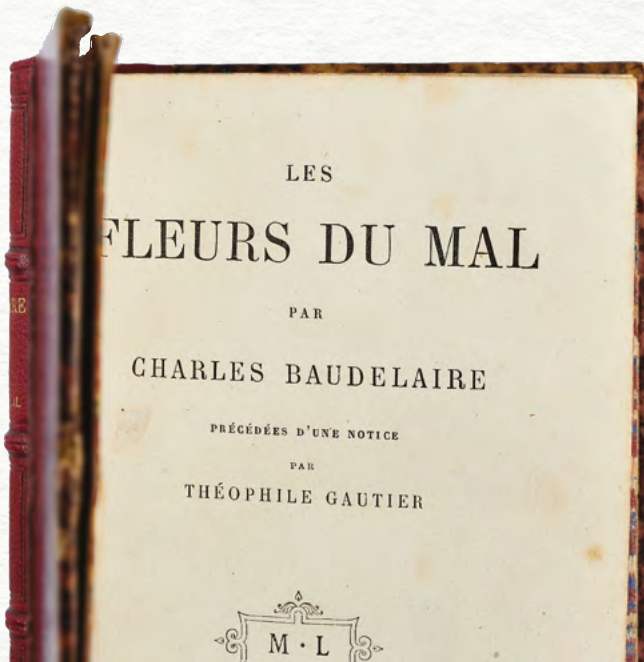 LES
FLEURS DU MAL
PAR
CHARLES BAUDELAIRE
PRÉCÉDÉES D'UNE NOTICE
PAR
THÉOPHILE GAUTIER
M · L